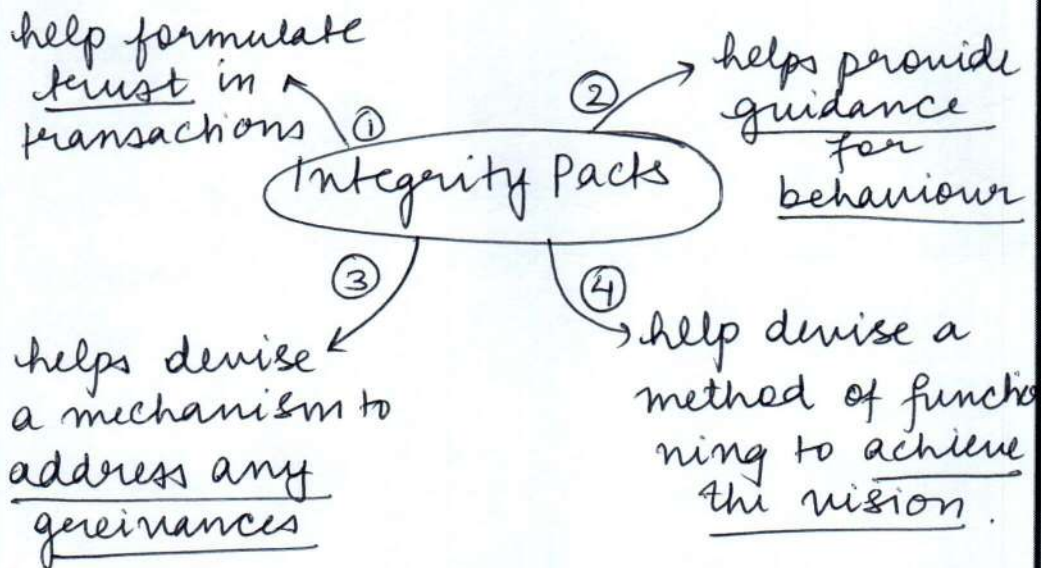 help formulate
trust in
transactions
①
②
helps provide
guidance
for
behaviour
Integrity Pacts
③
helps devise
a mechanism to
address any
greivances
④
help devise a
method of functio
ning to achieve
the vision.